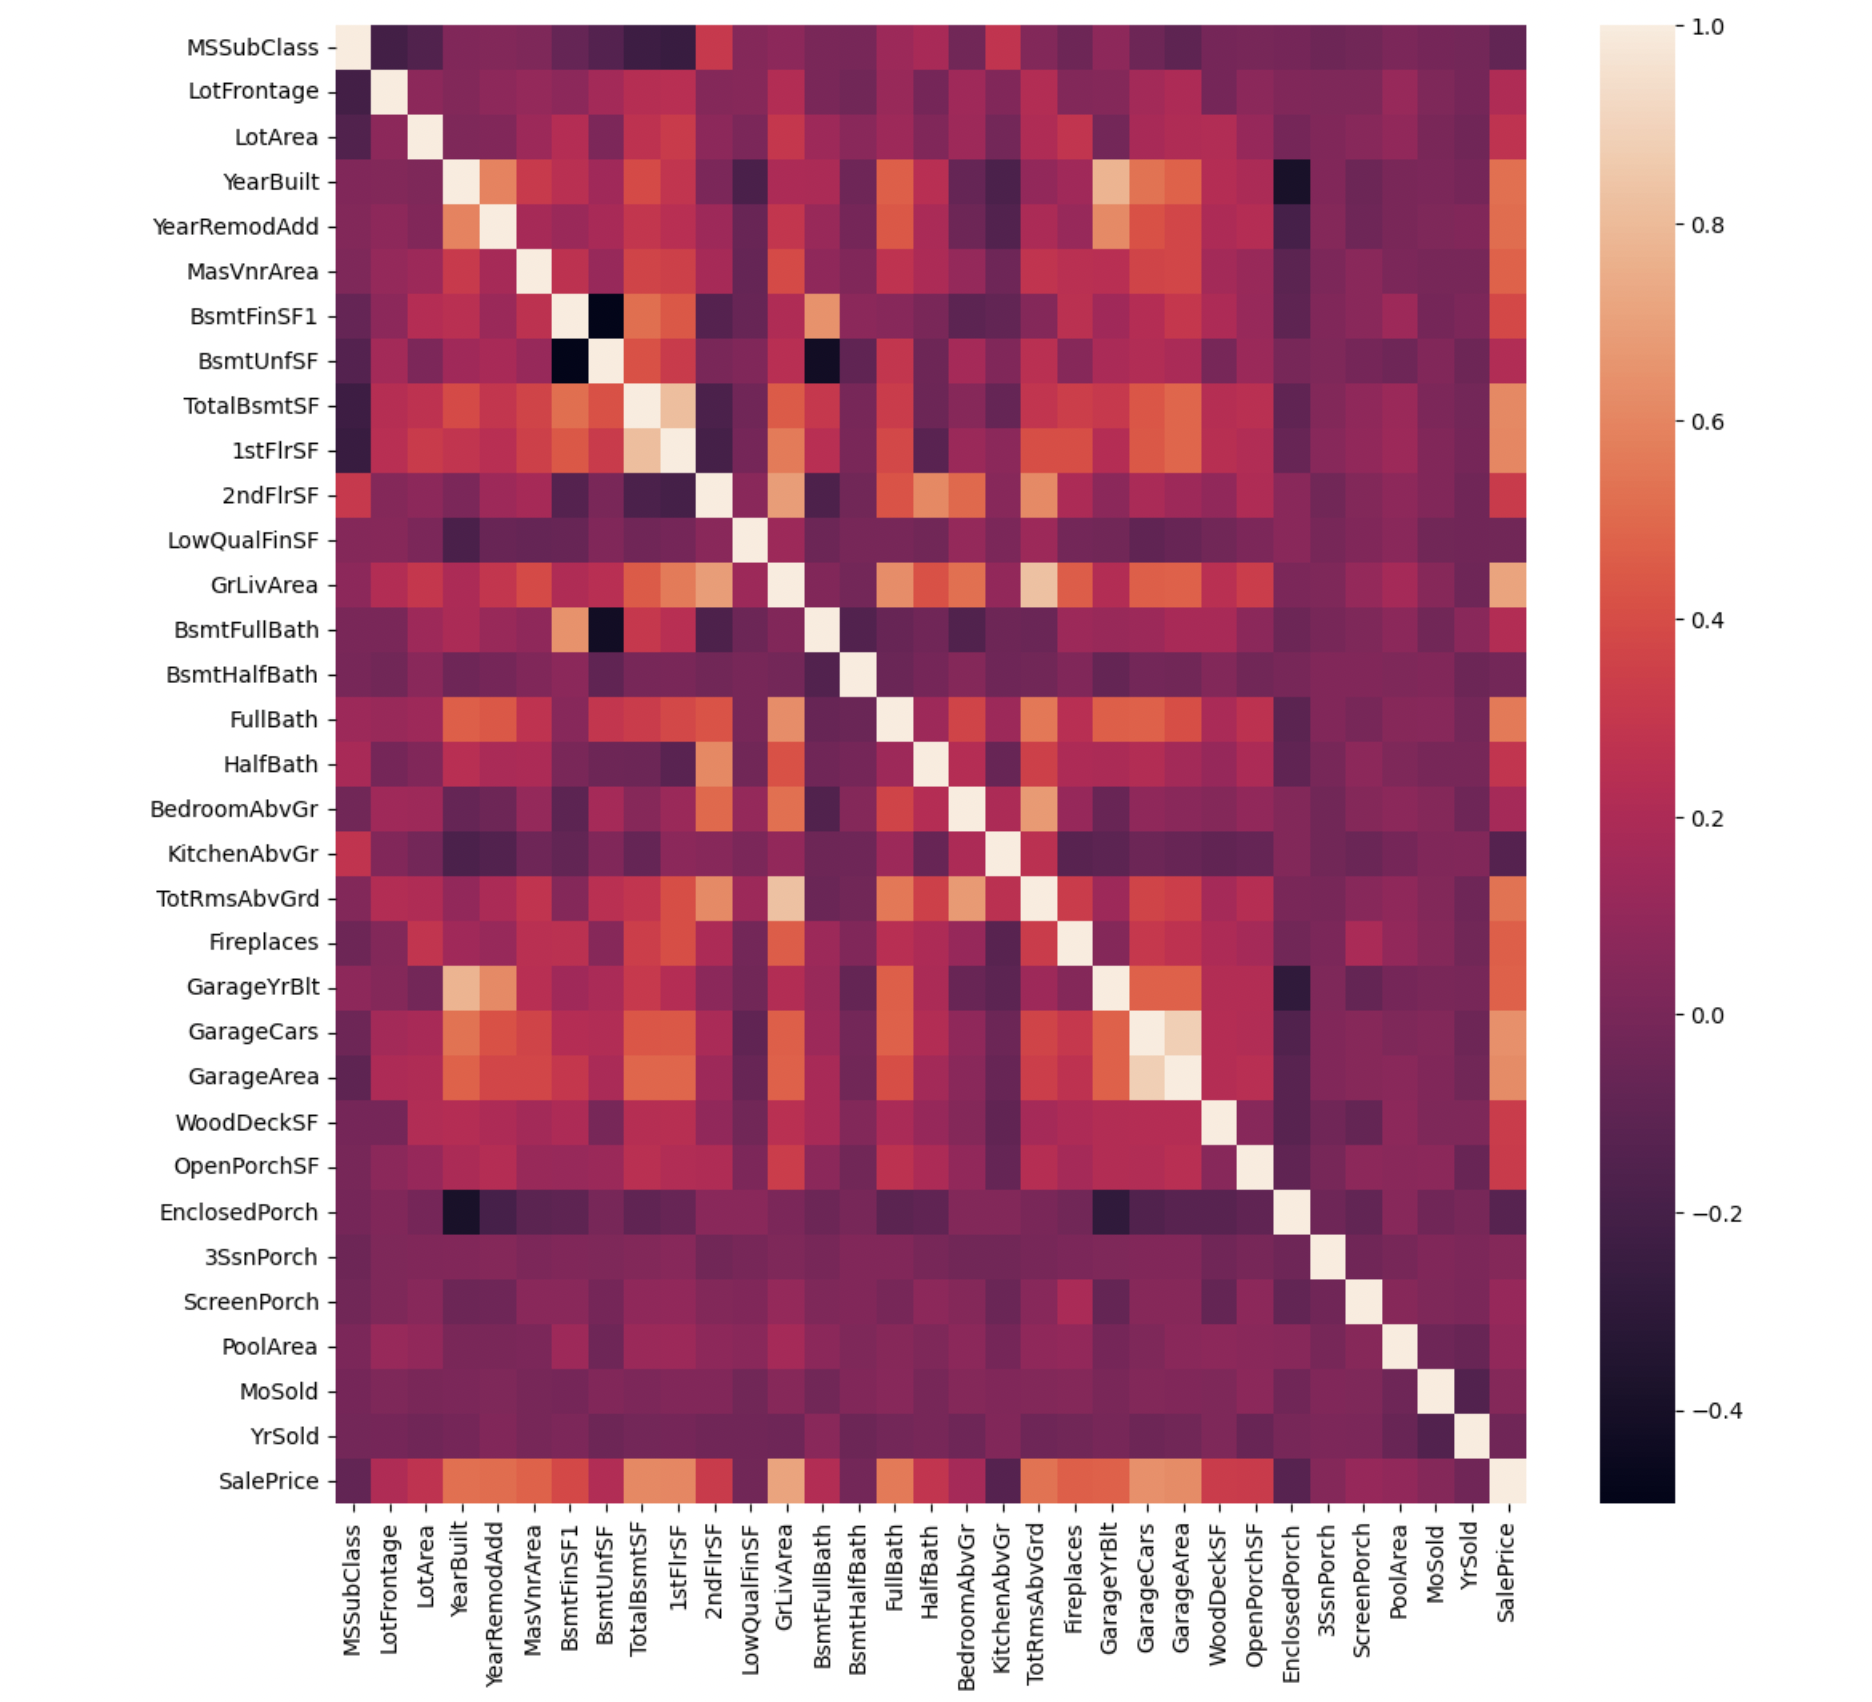 MSSubClass
LotFrontage
LotArea
YearBuilt
YearRemodAdd
MasVnrArea
BsmtFinSF1
BsmtUnfSF
TotalBsmtSF
1stFlrSF
2ndFlrSF
LowQualFinSF
GrLivArea
BsmtFullBath
BsmtHalfBath
FullBath
HalfBath
BedroomAbvGr
KitchenAbvGr
TotRmsAbvGrd
Fireplaces
GarageYrBlt
GarageCars
GarageArea
WoodDeckSF
OpenPorchSF
EnclosedPorch
3SsnPorch
ScreenPorch
PoolArea
MoSold
YrSold
SalePrice
MSSubClass
LotFrontage
LotArea
YearBuilt
YearRemodAdd
MasVnrArea
BsmtFinSF1
BsmtUnfSF
TotalBsmtSF
1stFlrSF
2ndFlrSF
LowQualFinSF
GrLivArea
BsmtFullBath
BsmtHalfBath
FullBath
HalfBath
BedroomAbvGr
KitchenAbvGr
TotRmsAbvGrd
Fireplaces
GarageYrBlt
GarageCars
GarageArea
WoodDeckSF
OpenPorchSF
EnclosedPorch
3SsnPorch
ScreenPorch
PoolArea
MoSold
YrSold
SalePrice
1.0
0.8
0.6
0.4
0.2
0.0
−0.2
−0.4